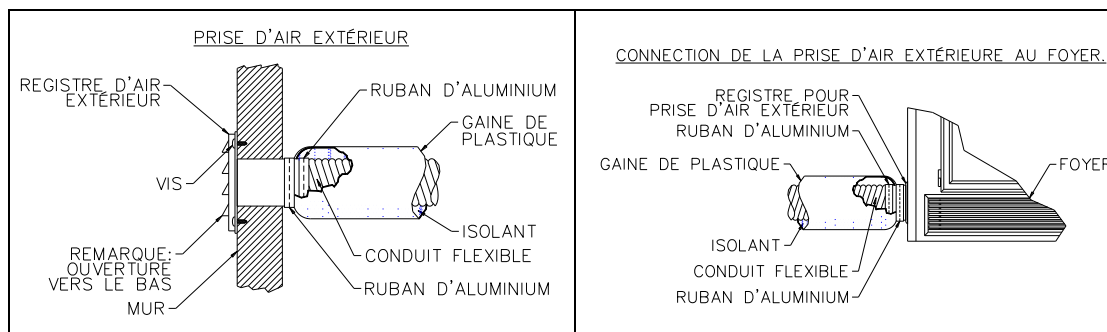 PRISE D'AIR EXTÉRIEUR
REGISTRE D'AIR
EXTÉRIEUR
VIS
REMARQUE:
OUVERTURE
VERS LE BAS
MUR
RUBAN D'ALUMINIUM
GAINE DE
PLASTIQUE
ISOLANT
CONDUIT FLEXIBLE
RUBAN D'ALUMINIUM
CONNECTION DE LA PRISE D'AIR EXTÉRIEURE AU FOYER.
REGISTRE POUR
PRISE D'AIR EXTÉRIEUR
RUBAN D'ALUMINIUM
GAINE DE PLASTIQUE
FOYER
ISOLANT
CONDUIT FLEXIBLE
RUBAN D'ALUMINIUM